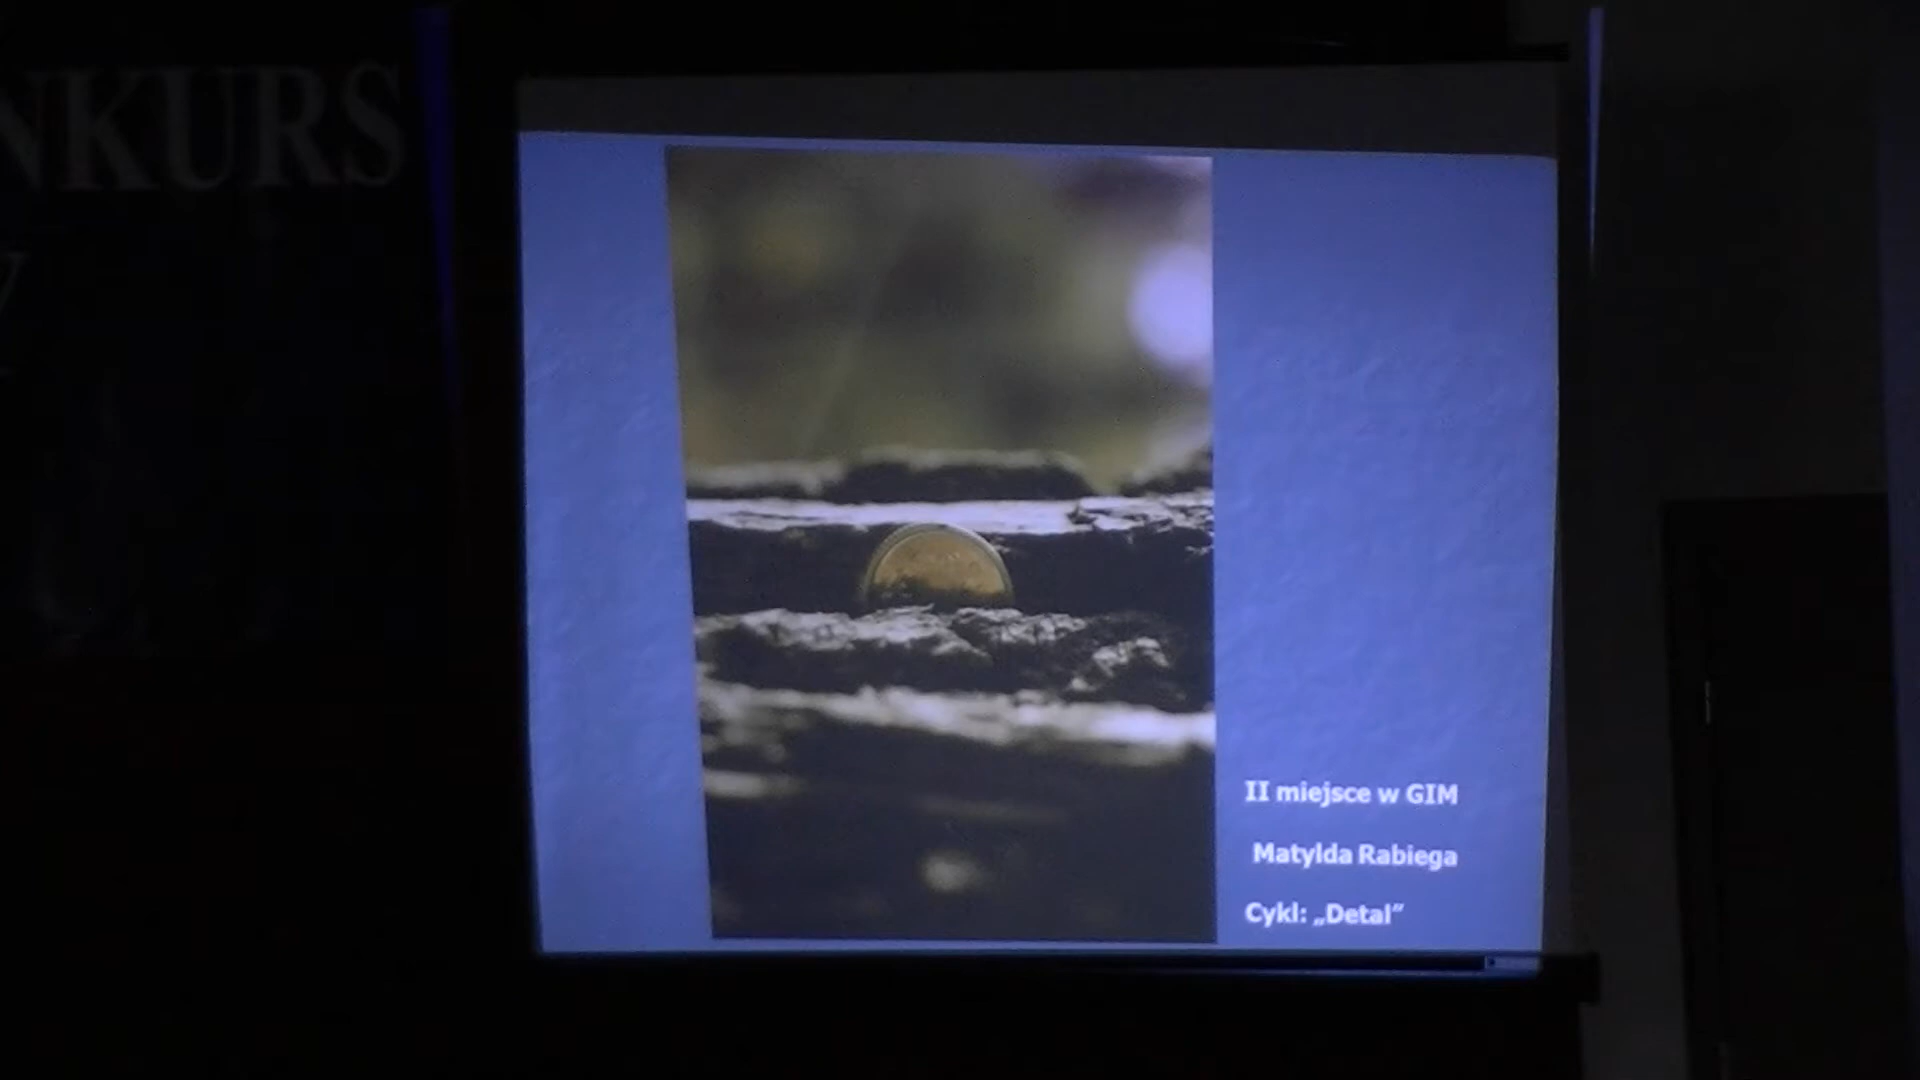 NKURS
II miejsce w GIM
Matylda Rabiega
Cykl: „Detal”